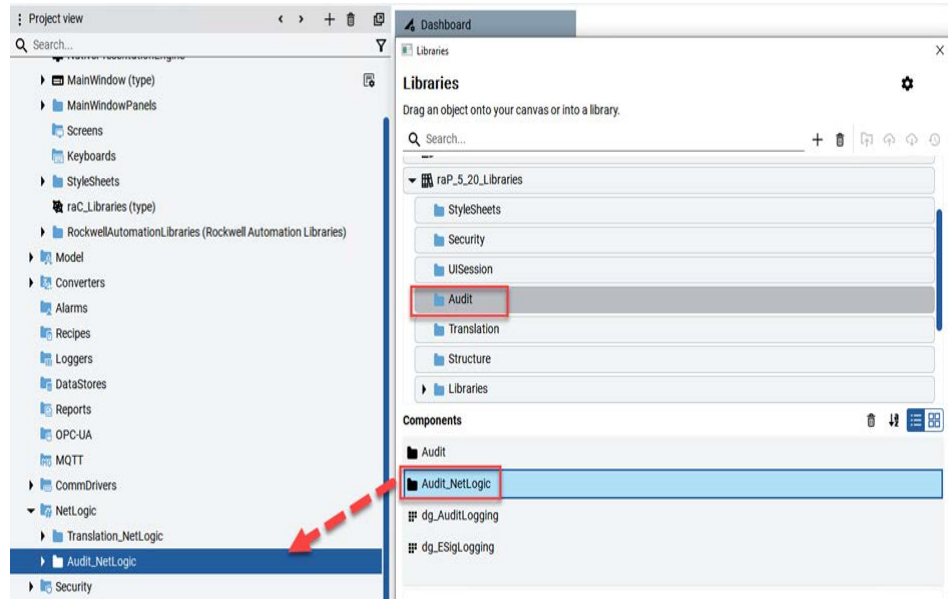 Project view
Search...
MainWindow (type)
MainWindowPanels
Screens
Keyboards
StyleSheets
raC_Libraries (type)
RockwellAutomationLibraries (Rockwell Automation Libraries)
Model
Converters
Alarms
Recipes
Loggers
DataStores
Reports
OPC-UA
MQTT
CommDrivers
NetLogic
Translation_NetLogic
Audit_NetLogic
Security
Dashboard
Libraries
Libraries
Drag an object onto your canvas or into a library.
Search...
raP_5_20_Libraries
StyleSheets
Security
UISession
Audit
Translation
Structure
Libraries
Components
Audit
Audit_NetLogic
dg_AuditLogging
dg_ESigLogging